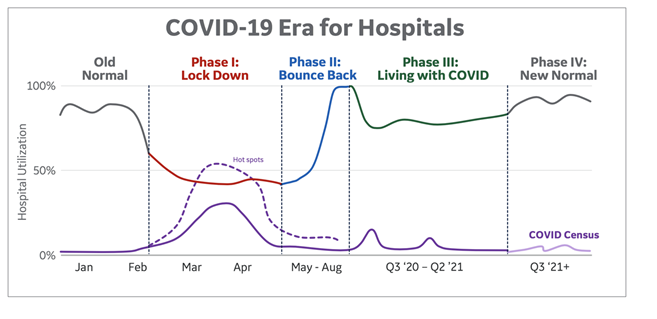 COVID-19 Era for Hospitals
Old
Normal
Phase I:
Lock Down
Phase II:
Bounce Back
Phase III:
Living with COVID
Phase IV:
New Normal
100%
50%
0%
Hospital Utilization
Hot spots
COVID Census
Jan
Feb
Mar
Apr
May - Aug
Q3 '20 – Q2 '21
Q3 '21+